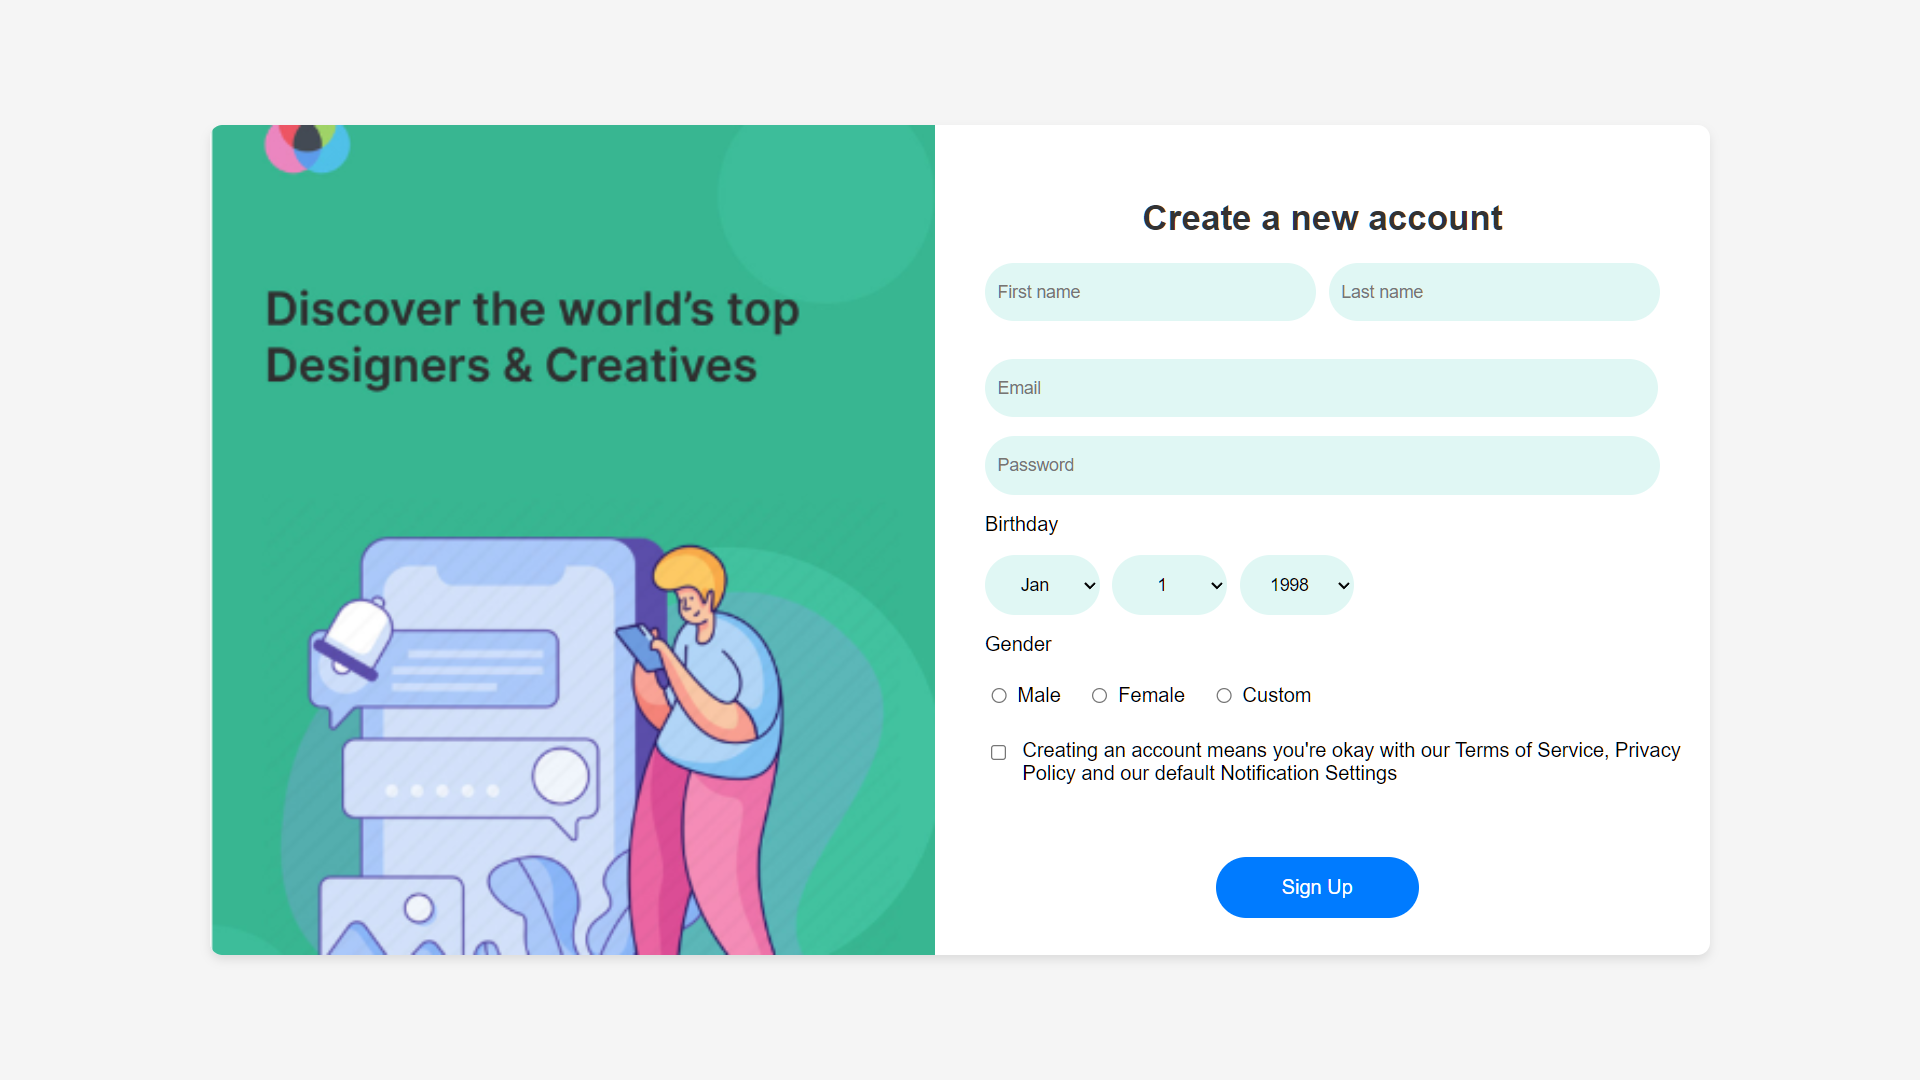 Discover the world’s top
Designers & Creatives
Create a new account
First name
Last name
Email
Password
Birthday
Jan
1
1998
Gender
Male
Female
Custom
Creating an account means you're okay with our Terms of Service, Privacy
Policy and our default Notification Settings
Sign Up